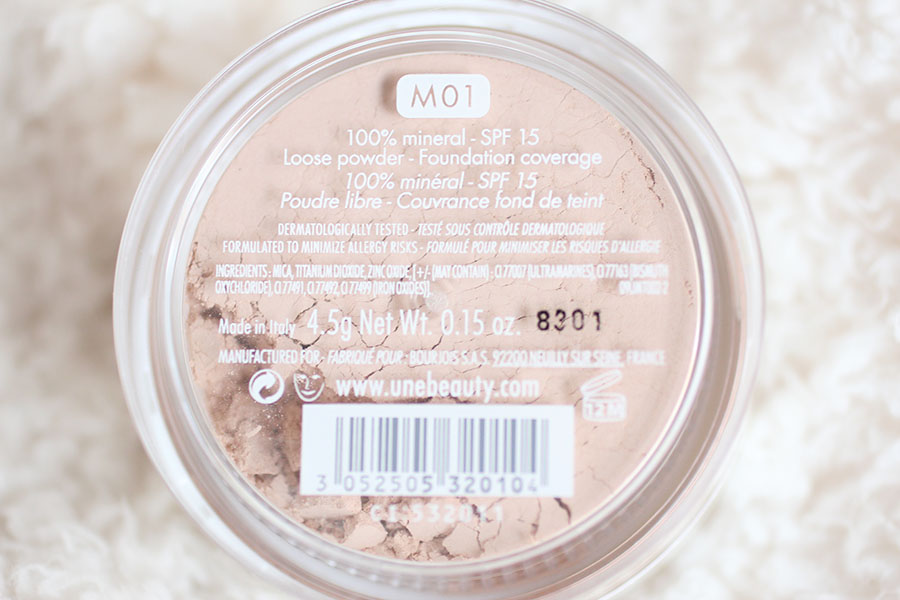 M01
100% mineral - SPF 15
Loose powder - Foundation coverage
100% minéral - SPF 15
Poudre libre - Couvrance fond de teint
DERMATOLOGICALLY TESTED - TESTÉ SOUS CONTRÔLE DERMATOLOGIQUE
FORMULATED TO MINIMIZE ALLERGY RISKS - FORMULÉ POUR MINIMISER LES RISQUES D'ALLERGIE
INGREDIENTS : MICA, TITANIUM DIOXIDE, ZINC OXIDE, [+/- (MAY CONTAIN) : CI 77007 (ULTRAMARINES), CI 77163 (BISMUTH
OXYCHLORIDE), CI 77491, CI 77492, CI 77499 (IRON OXIDES)].
Made in Italy 4.5g Net Wt. 0.15 oz. 8301
MANUFACTURED FOR - FABRIQUÉ POUR : BOURJOIS S.A.S. 92200 NEUILLY SUR SEINE, FRANCE
www.unebeauty.com
12M
3 052505 320104